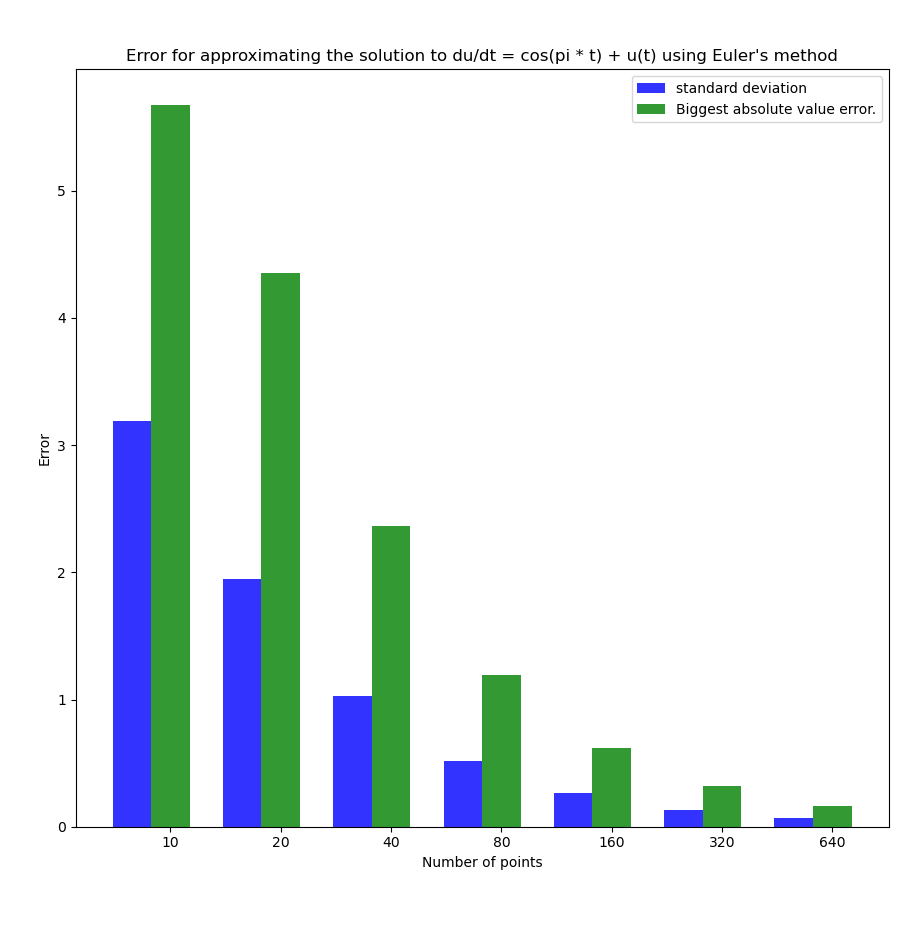 Error for approximating the solution to du/dt = cos(pi * t) + u(t) using Euler's method
standard deviation
Biggest absolute value error.
5
4
3
2
1
0
Error
10 20 40 80 160 320 640
Number of points